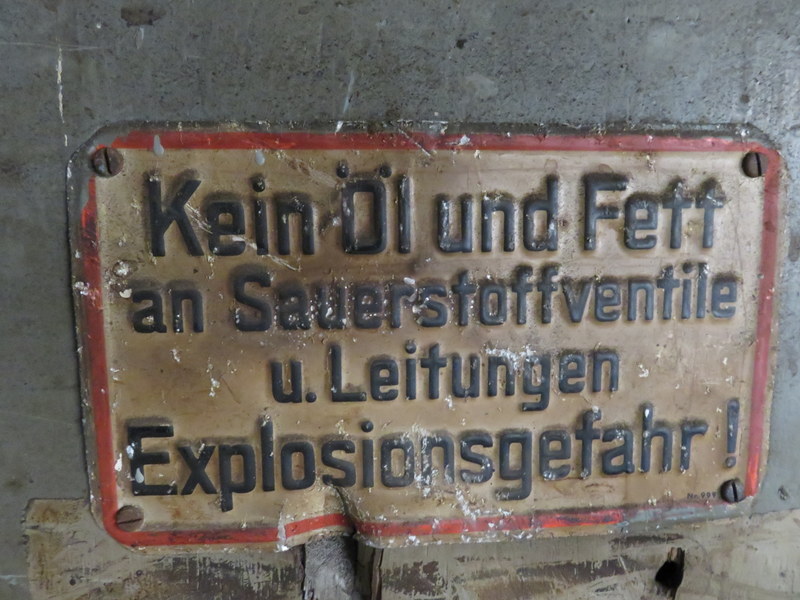 Kein Öl und Fett
an Sauerstoffventile
u. Leitungen
Explosionsgefahr!